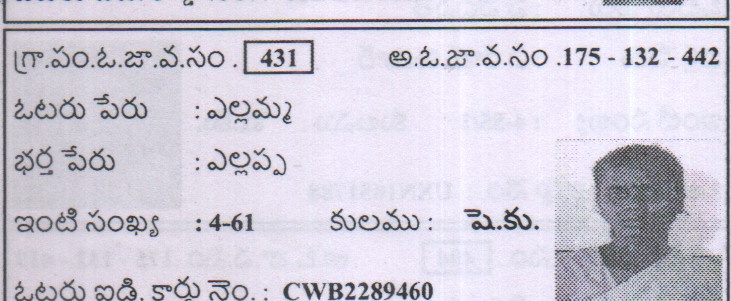 గ్రా.పం.ఓ.జా.వ.సం. 431 అ.ఓ.జా.వ.సం .175 - 132 - 442
ఓటరు పేరు : ఎల్లమ్మ
భర్త పేరు : ఎల్లప్ప
ఇంటి సంఖ్య : 4-61 కులము : షె.కు.
ఓటరు ఐడి. కార్డు నెం. : CWB2289460